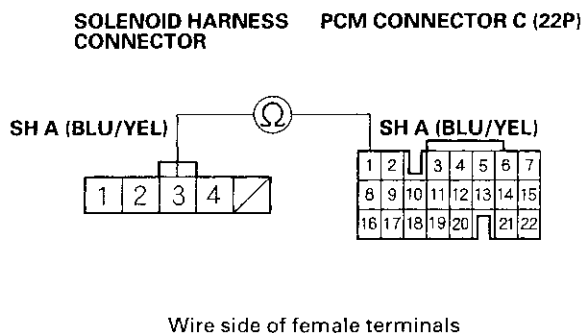 SOLENOID HARNESS CONNECTOR
PCM CONNECTOR C (22P)
Ω
SH A (BLU/YEL)
SH A (BLU/YEL)
1 2 3 4
1 2 3 4 5 6 7
8 9 10 11 12 13 14 15
16 17 18 19 20 21 22
Wire side of female terminals